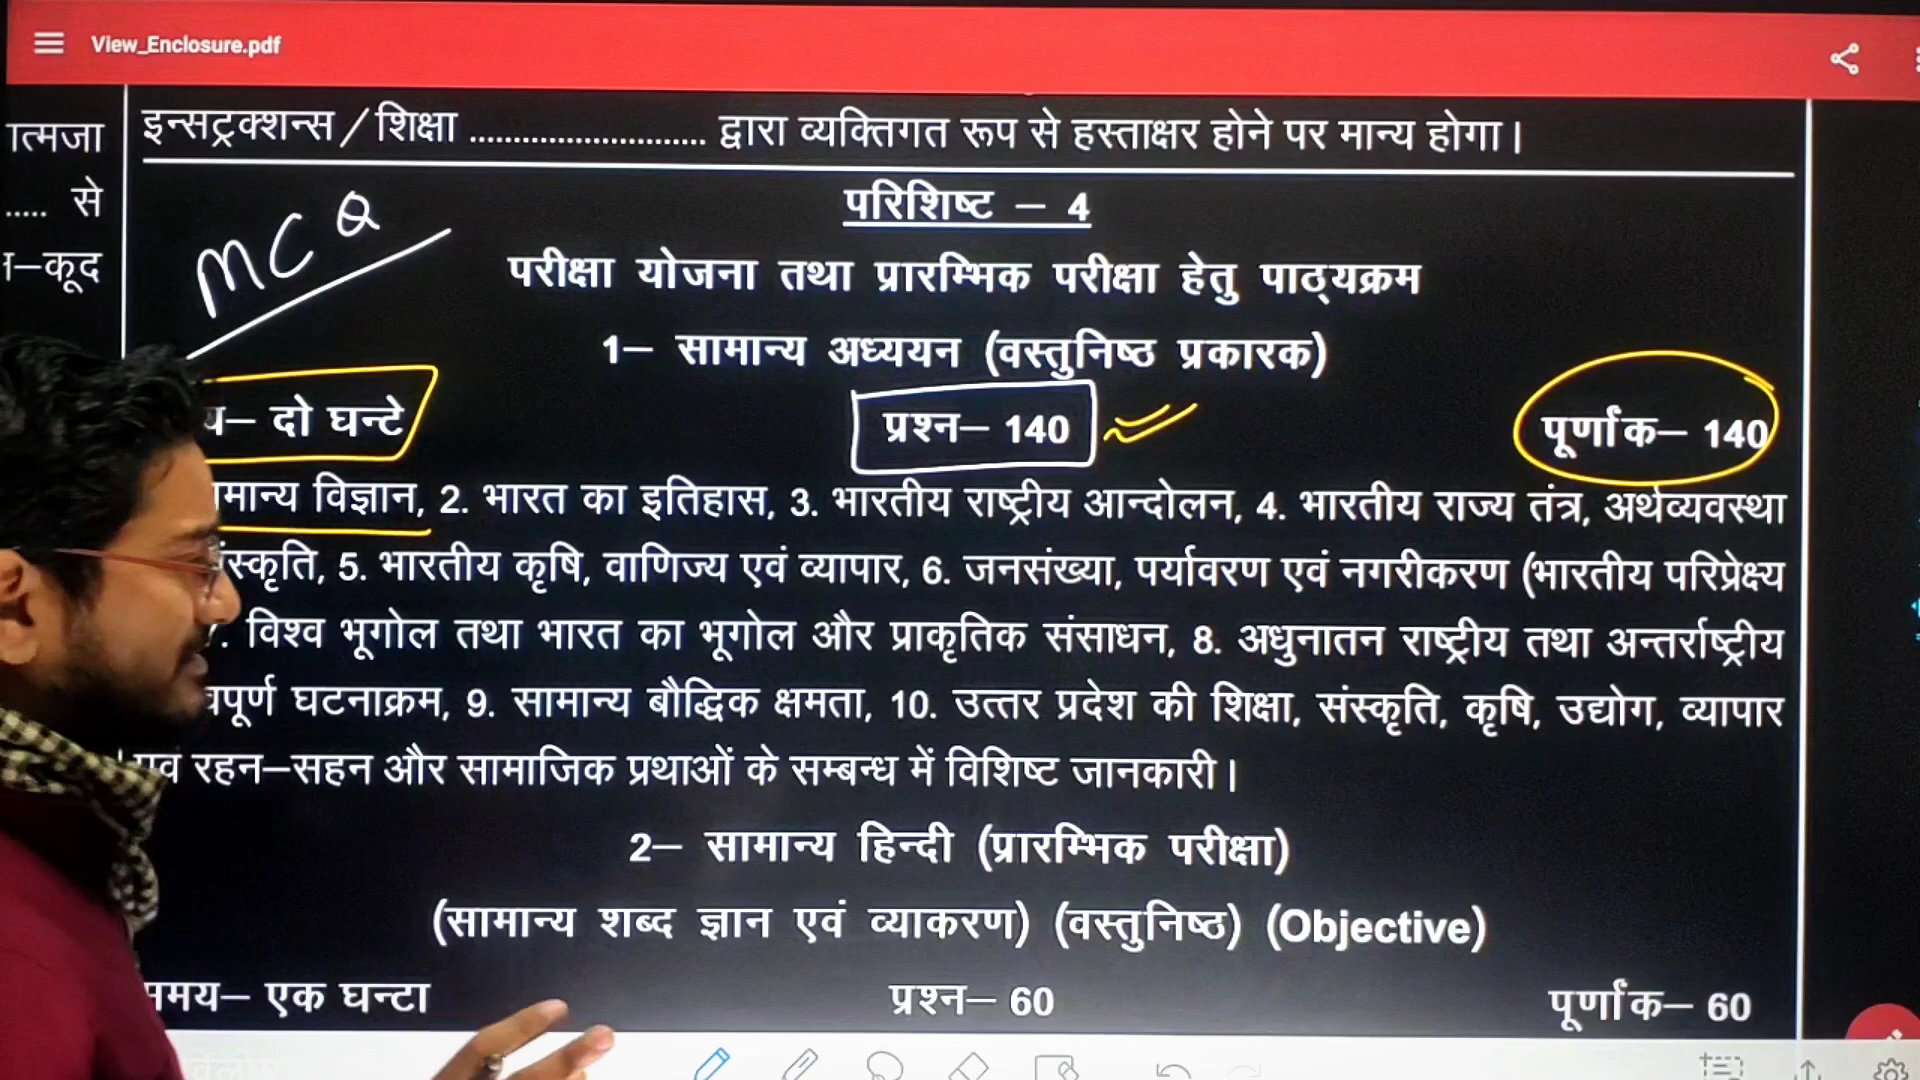 View_Enclosure.pdf
त्मजा
इन्सट्रक्शन्स / शिक्षा ........................... द्वारा व्यक्तिगत रूप से हस्ताक्षर होने पर मान्य होगा।
..... से
–कूद
MCQ
परिशिष्ट – 4
परीक्षा योजना तथा प्रारम्भिक परीक्षा हेतु पाठ्यक्रम
1– सामान्य अध्ययन (वस्तुनिष्ठ प्रकारक)
– दो घन्टे प्रश्न– 140 पूर्णांक– 140
मान्य विज्ञान, 2. भारत का इतिहास, 3. भारतीय राष्ट्रीय आन्दोलन, 4. भारतीय राज्य तंत्र, अर्थव्यवस्था
ंस्कृति, 5. भारतीय कृषि, वाणिज्य एवं व्यापार, 6. जनसंख्या, पर्यावरण एवं नगरीकरण (भारतीय परिप्रेक्ष्य
7. विश्व भूगोल तथा भारत का भूगोल और प्राकृतिक संसाधन, 8. अधुनातन राष्ट्रीय तथा अन्तर्राष्ट्रीय
वपूर्ण घटनाक्रम, 9. सामान्य बौद्धिक क्षमता, 10. उत्तर प्रदेश की शिक्षा, संस्कृति, कृषि, उद्योग, व्यापार
एवं रहन–सहन और सामाजिक प्रथाओं के सम्बन्ध में विशिष्ट जानकारी।
2– सामान्य हिन्दी (प्रारम्भिक परीक्षा)
(सामान्य शब्द ज्ञान एवं व्याकरण) (वस्तुनिष्ठ) (Objective)
समय– एक घन्टा प्रश्न– 60 पूर्णांक– 60